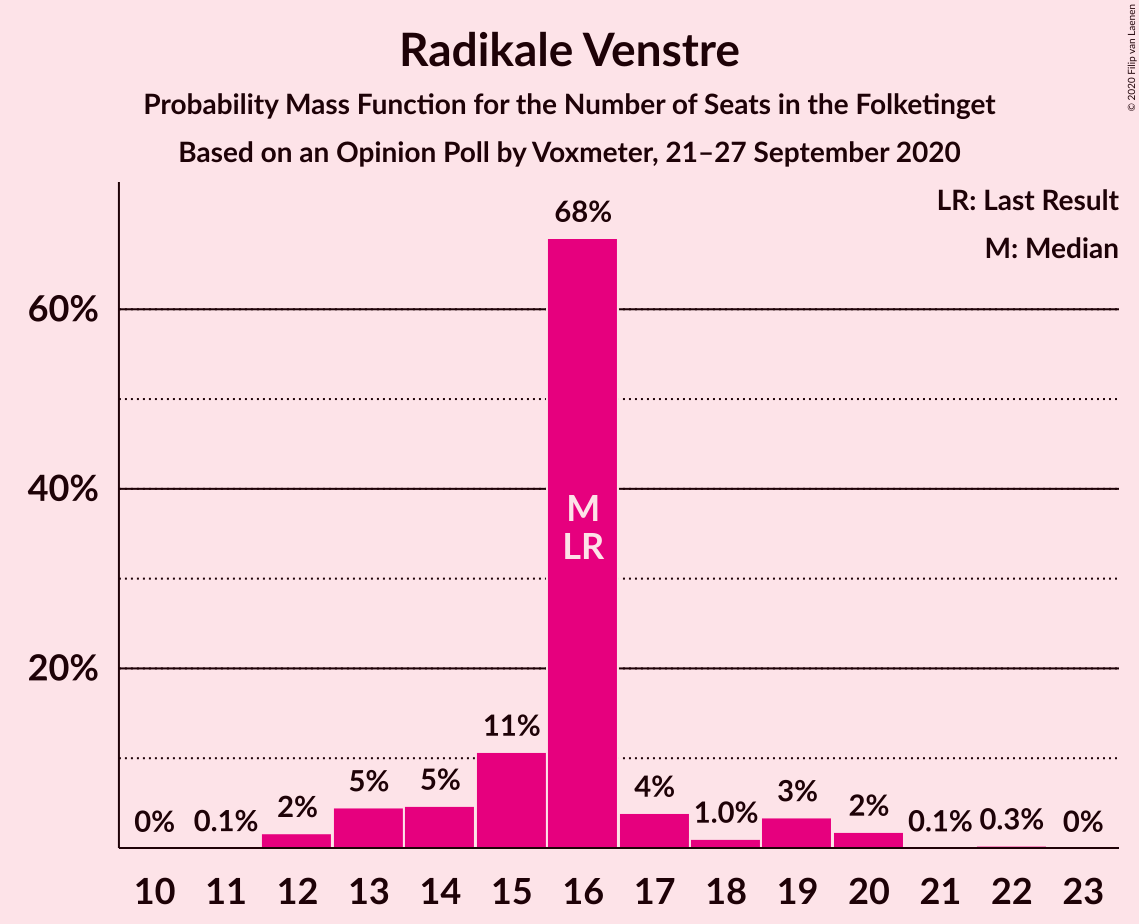 Radikale Venstre
Probability Mass Function for the Number of Seats in the Folketinget
Based on an Opinion Poll by Voxmeter, 21–27 September 2020
© 2020 Filip van Laenen
LR: Last Result
M: Median
60%
40%
20%
0%
0.1%
2%
5%
5%
11%
68%
4%
1.0%
3%
2%
0.1%
0.3%
0%
M
LR
10 11 12 13 14 15 16 17 18 19 20 21 22 23